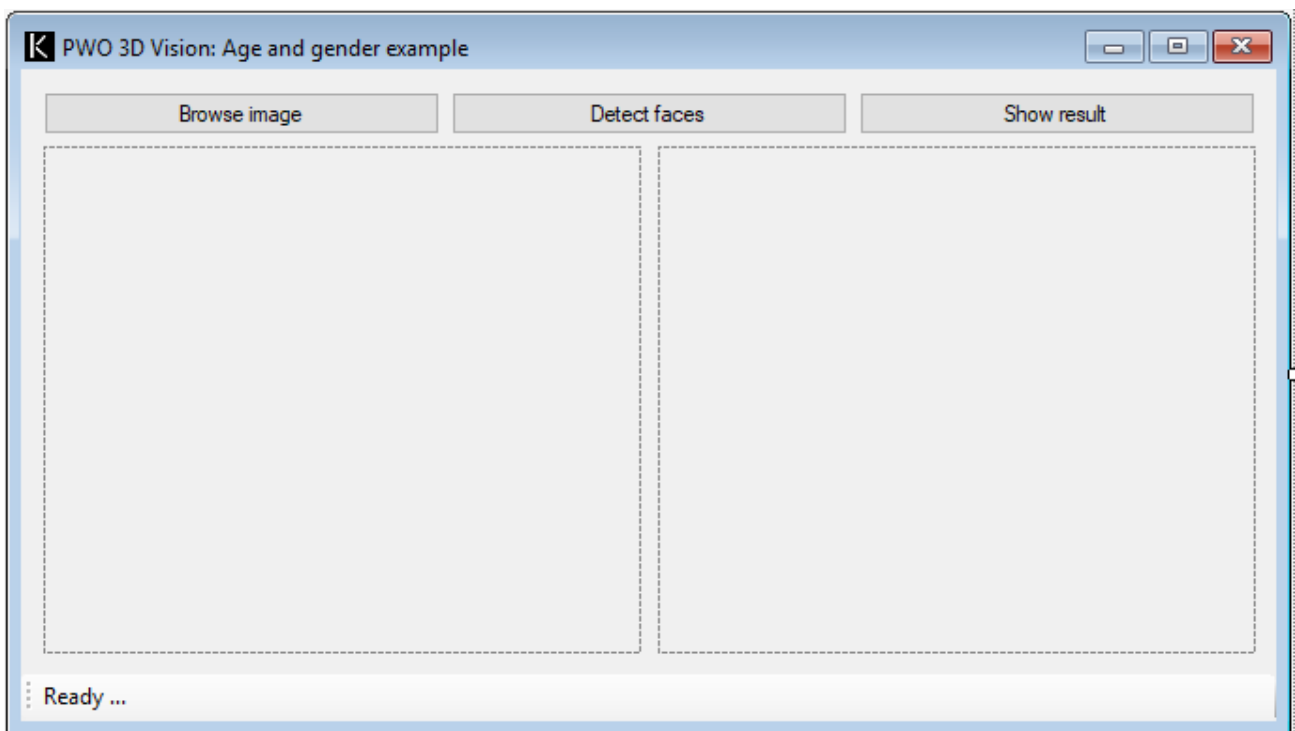 PWO 3D Vision: Age and gender example
Browse image
Detect faces
Show result
Ready ...